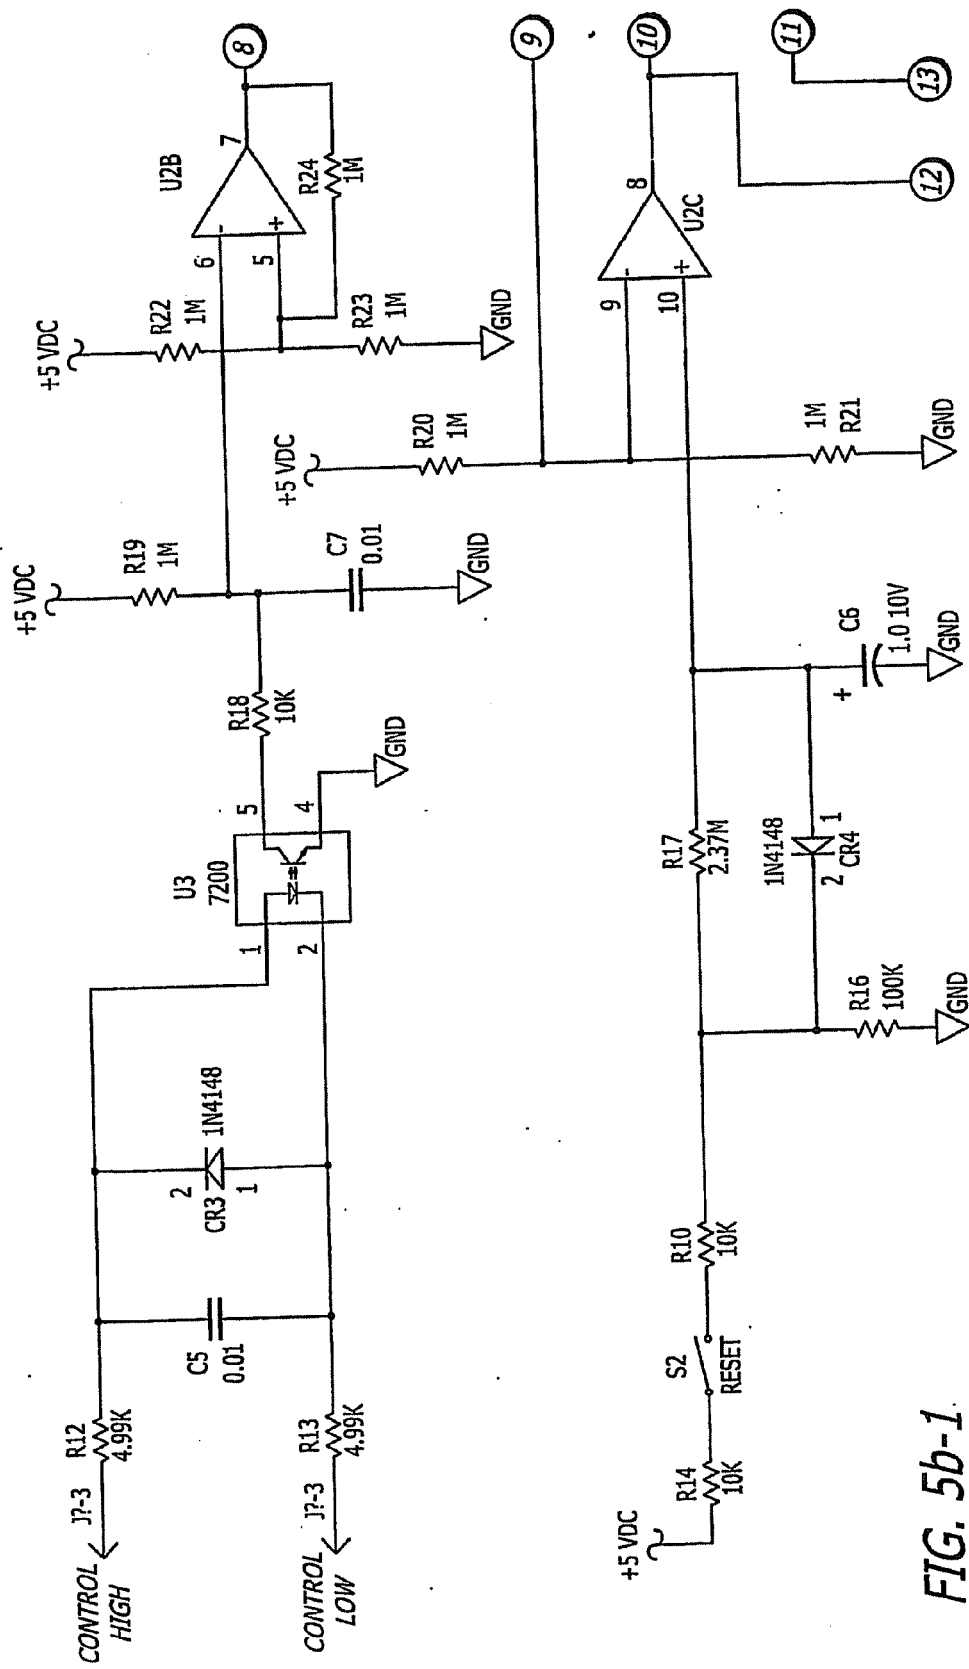 CONTROL
HIGH
J?-3
R12
4.99K
C5
0.01
2
CR3
1
1N4148
CONTROL
LOW
J?-3
R13
4.99K
U3
7200
1
2
5
4
GND
R18
10K
+5 VDC
R19
1M
C7
0.01
GND
+5 VDC
R22
1M
6
5
-
+
U2B
7
8
R24
1M
R23
1M
GND
+5 VDC
R20
1M
9
9
10
-
+
8
U2C
10
11
12
13
1M
R21
GND
+5 VDC
R14
10K
S2
RESET
R10
10K
R17
2.37M
1N4148
2
1
CR4
R16
100K
GND
+
C6
1.0 10V
GND
FIG. 5b-1